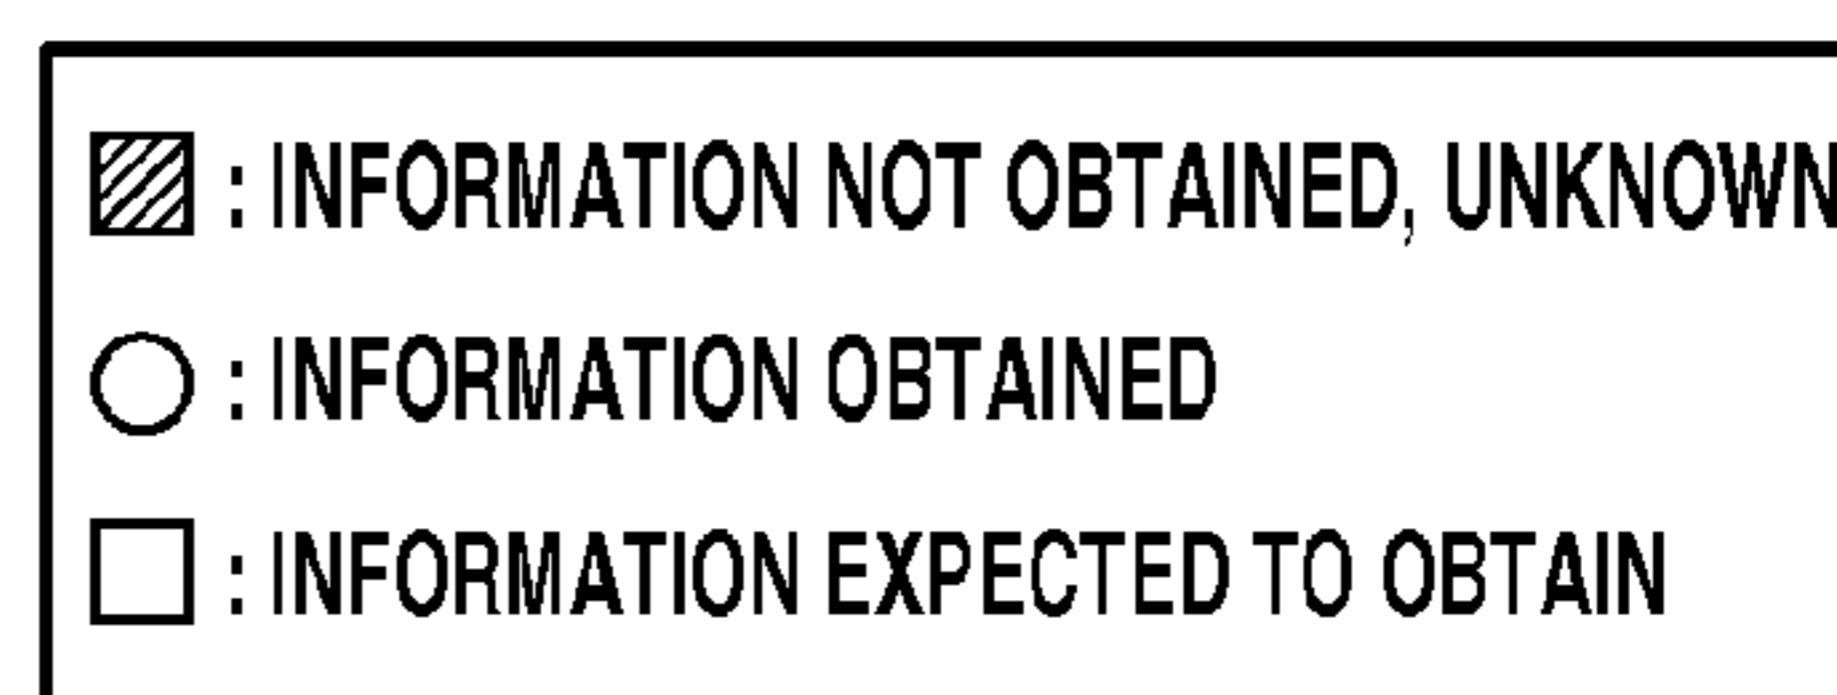 : INFORMATION NOT OBTAINED, UNKNOWN
: INFORMATION OBTAINED
: INFORMATION EXPECTED TO OBTAIN